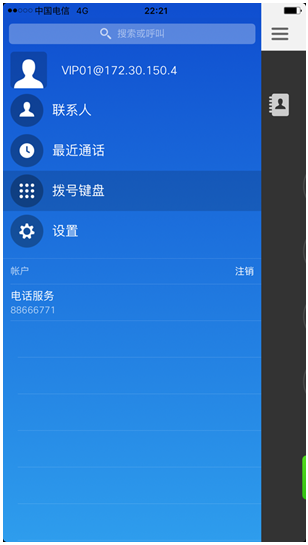 中国电信 4G 22:21
搜索或呼叫
VIP01@172.30.150.4
联系人
最近通话
拨号键盘
设置
帐户 注销
电话服务
88666771